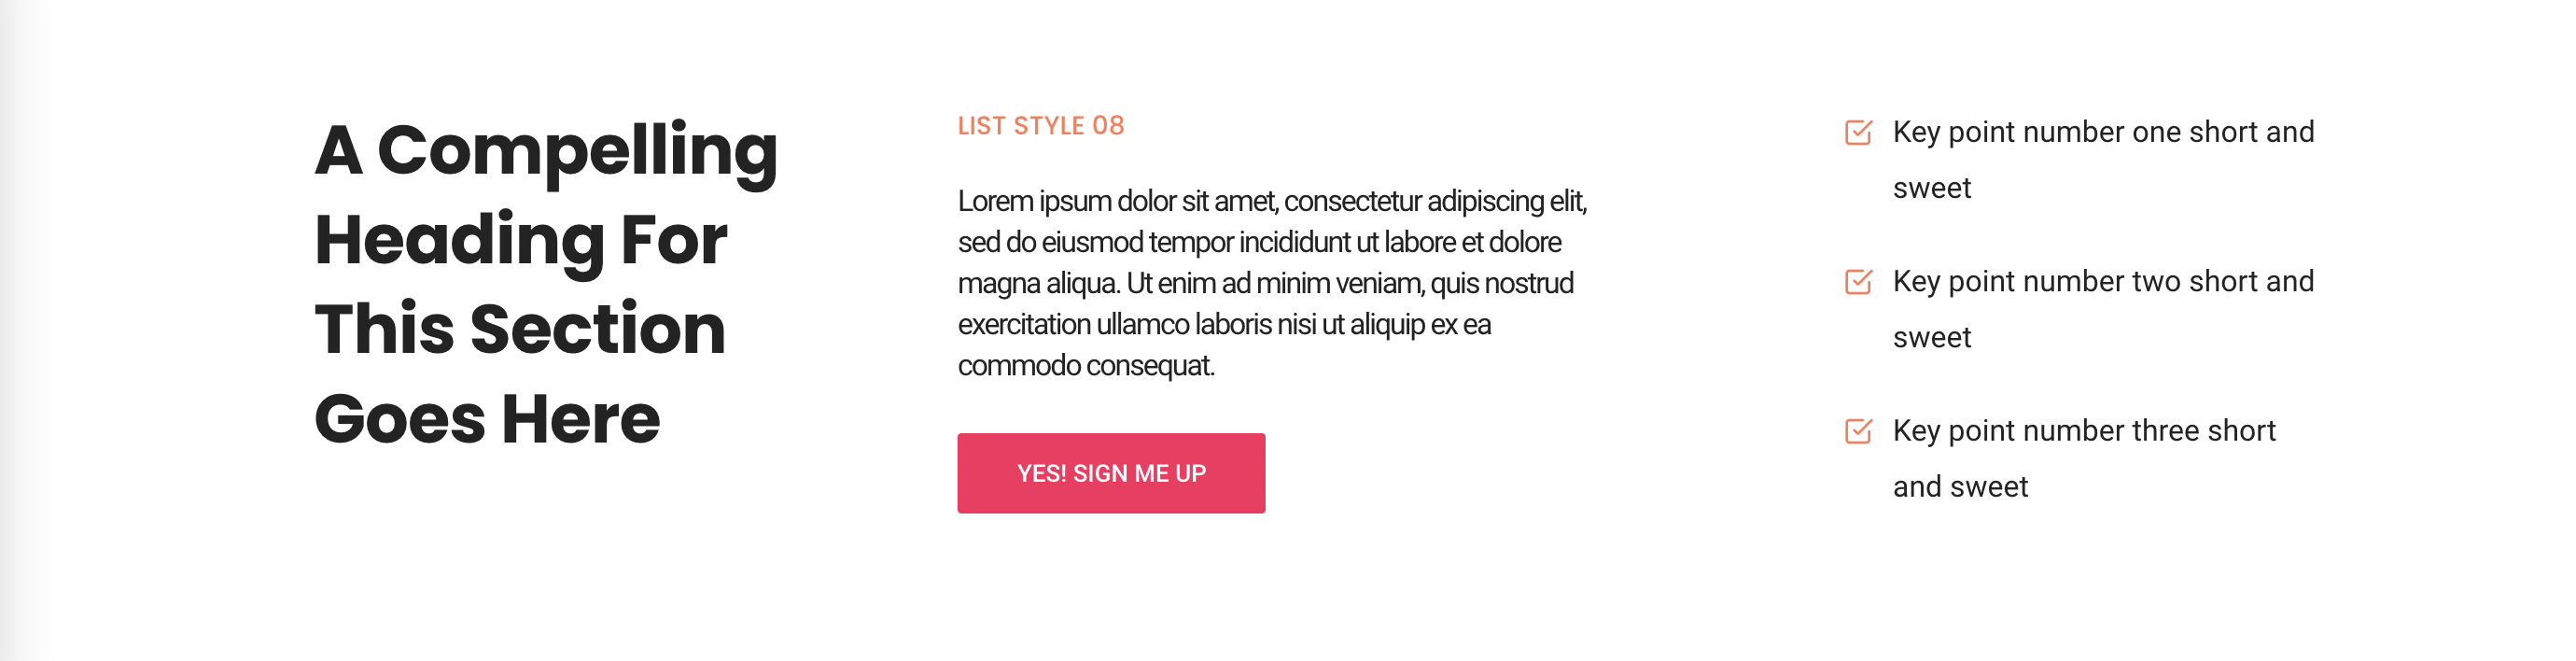 A Compelling
Heading For
This Section
Goes Here
LIST STYLE 08
Lorem ipsum dolor sit amet, consectetur adipiscing elit,
sed do eiusmod tempor incididunt ut labore et dolore
magna aliqua. Ut enim ad minim veniam, quis nostrud
exercitation ullamco laboris nisi ut aliquip ex ea
commodo consequat.
YES! SIGN ME UP
Key point number one short and
sweet
Key point number two short and
sweet
Key point number three short
and sweet